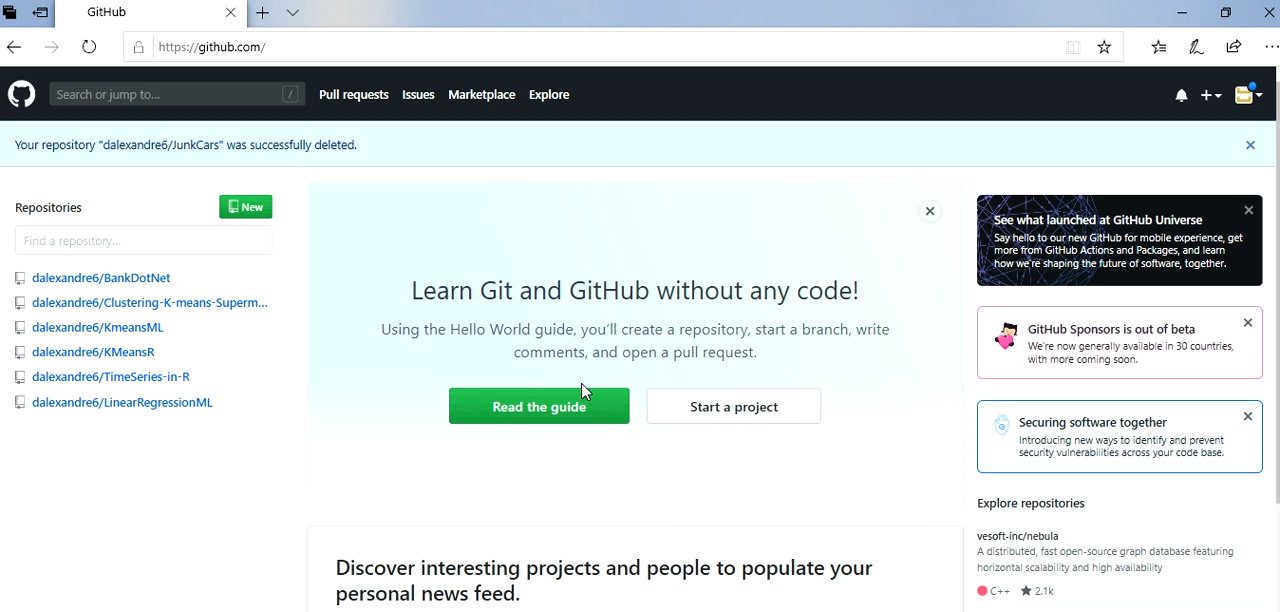 GitHub
https://github.com/
Search or jump to... /
Pull requests Issues Marketplace Explore
Your repository "dalexandre6/JunkCars" was successfully deleted.
Repositories
New
Find a repository...
dalexandre6/BankDotNet
dalexandre6/Clustering-K-means-Superm...
dalexandre6/KmeansML
dalexandre6/KMeansR
dalexandre6/TimeSeries-in-R
dalexandre6/LinearRegressionML
Learn Git and GitHub without any code!
Using the Hello World guide, you'll create a repository, start a branch, write
comments, and open a pull request.
Read the guide
Start a project
Discover interesting projects and people to populate your
personal news feed.
See what launched at GitHub Universe
Say hello to our new GitHub for mobile experience, get
more from GitHub Actions and Packages, and learn
how we're shaping the future of software, together.
GitHub Sponsors is out of beta
We're now generally available in 30 countries,
with more coming soon.
Securing software together
Introducing new ways to identify and prevent
security vulnerabilities across your code base.
Explore repositories
vesoft-inc/nebula
A distributed, fast open-source graph database featuring
horizontal scalability and high availability
C++ 2.1k